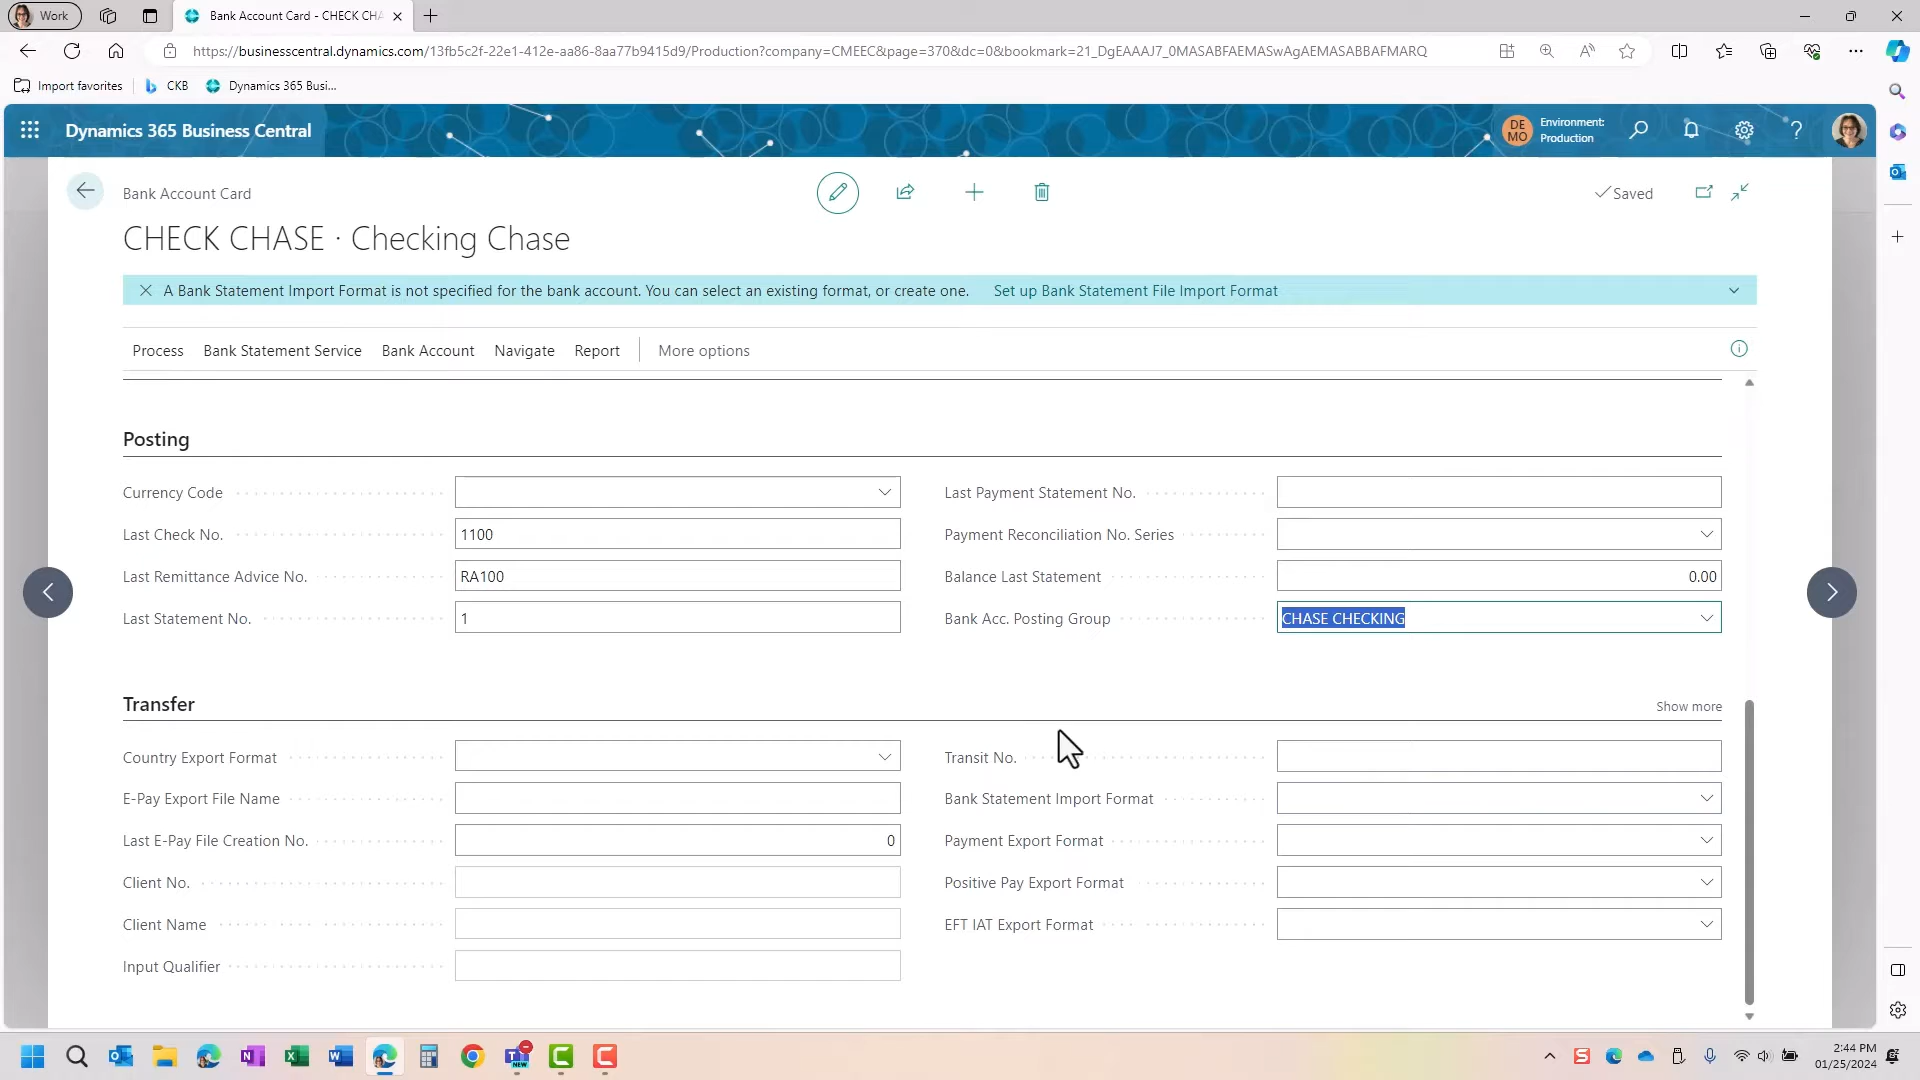 Work
Bank Account Card - CHECK CHA
https://businesscentral.dynamics.com/13fb5c2f-22e1-412e-aa86-8aa77b9415d9/Production?company=CMEEC&page=370&dc=0&bookmark=21_DgEAAAJ7_0MASABFAEMASwAgAEMASABBAFMARQ
Import favorites
CKB
Dynamics 365 Busi...
Dynamics 365 Business Central
DE
MO
Environment:
Production
Bank Account Card
Saved
CHECK CHASE · Checking Chase
A Bank Statement Import Format is not specified for the bank account. You can select an existing format, or create one. Set up Bank Statement File Import Format
Process Bank Statement Service Bank Account Navigate Report More options
Posting
Currency Code
Last Payment Statement No.
Last Check No. 1100
Payment Reconciliation No. Series
Last Remittance Advice No. RA100
Balance Last Statement 0.00
Last Statement No. 1
Bank Acc. Posting Group CHASE CHECKING
Transfer
Show more
Country Export Format
Transit No.
E-Pay Export File Name
Bank Statement Import Format
Last E-Pay File Creation No. 0
Payment Export Format
Client No.
Positive Pay Export Format
Client Name
EFT IAT Export Format
Input Qualifier
NEW
2:44 PM
01/25/2024